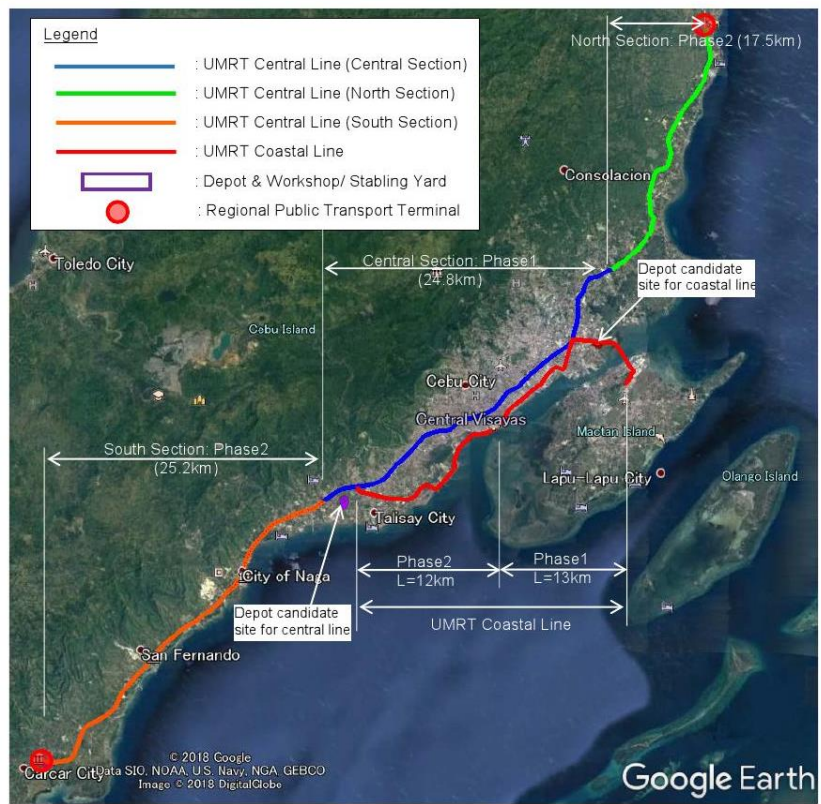 Legend
: UMRT Central Line (Central Section)
: UMRT Central Line (North Section)
: UMRT Central Line (South Section)
: UMRT Coastal Line
: Depot & Workshop/ Stabling Yard
: Regional Public Transport Terminal
North Section: Phase2 (17.5km)
Consolacion
Toledo City
Central Section: Phase1
(24.8km)
Depot candidate
site for coastal line
Cebu Island
Cebu City
Central Visayas
Mactan Island
South Section: Phase2
(25.2km)
Lapu-Lapu City
Olango Island
Talisay City
Phase2
L=12km
Phase1
L=13km
City of Naga
Depot candidate
site for central line
UMRT Coastal Line
San Fernando
Carcar City
© 2018 Google
Data SIO, NOAA, U.S. Navy, NGA, GEBCO
Image © 2018 DigitalGlobe
Google Earth